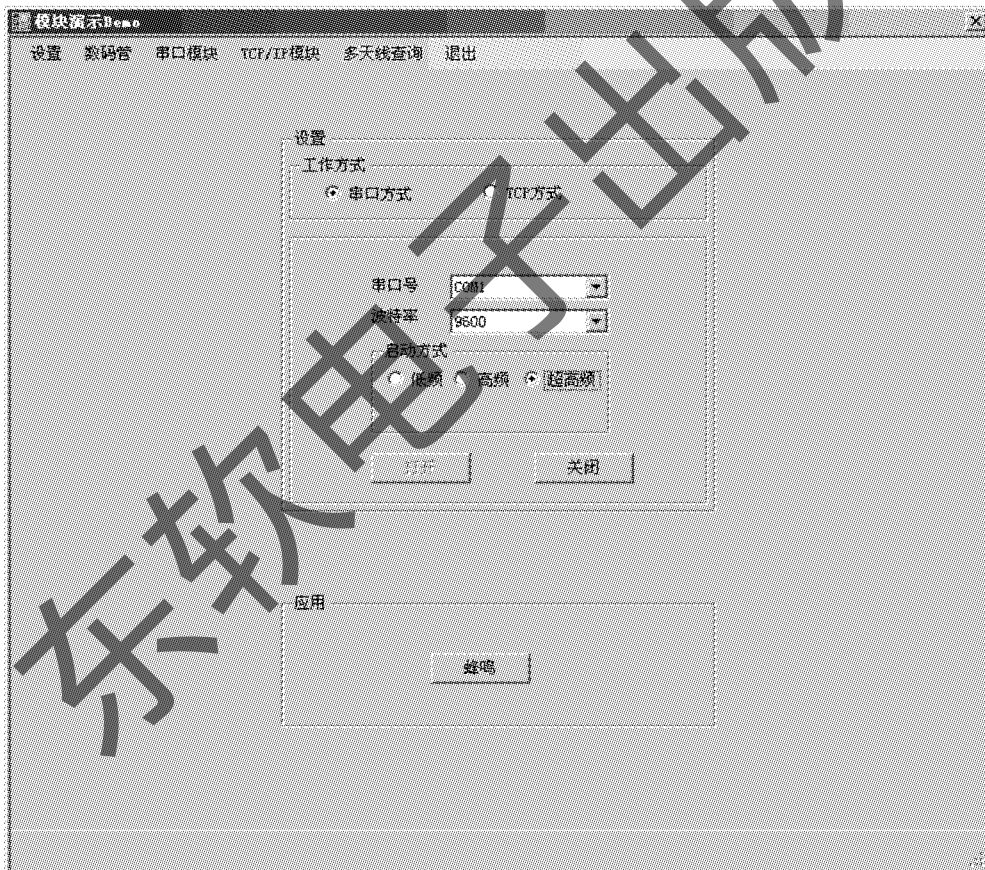 模块演示Demo
设置 数码管 串口模块 TCP/IP模块 多天线查询 退出
设置
工作方式
串口方式 TCP方式
串口号 COM1
波特率 9600
启动方式
低频 高频 超高频
打开 关闭
应用
蜂鸣
东软电子出版